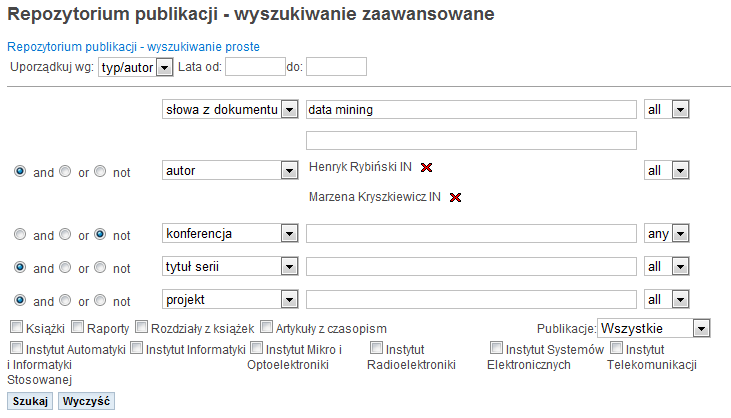 Repozytorium publikacji - wyszukiwanie zaawansowane
Repozytorium publikacji - wyszukiwanie proste
Uporządkuj wg: typ/autor Lata od: do:
słowa z dokumentu data mining all
and or not autor Henryk Rybiński IN all
Marzena Kryszkiewicz IN
and or not konferencja any
and or not tytuł serii all
and or not projekt all
Książki Raporty Rozdziały z książek Artykuły z czasopism Publikacje: Wszystkie
Instytut Automatyki Instytut Informatyki Instytut Mikro i Instytut Instytut Systemów Instytut
i Informatyki Optoelektroniki Radioelektroniki Elektronicznych Telekomunikacji
Stosowanej
Szukaj Wyczyść